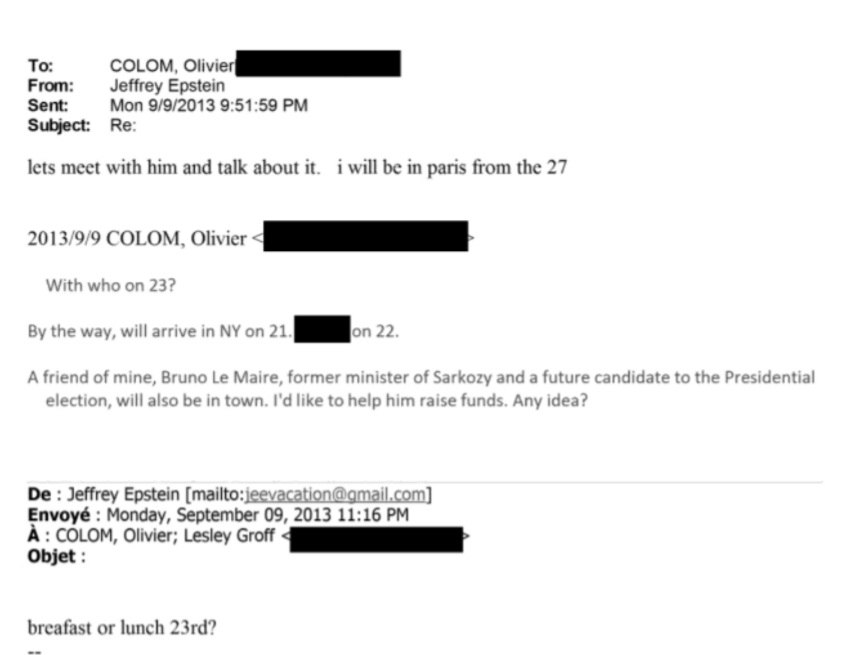 To: COLOM, Olivier
From: Jeffrey Epstein
Sent: Mon 9/9/2013 9:51:59 PM
Subject: Re:
lets meet with him and talk about it. i will be in paris from the 27
2013/9/9 COLOM, Olivier < >
With who on 23?
By the way, will arrive in NY on 21. on 22.
A friend of mine, Bruno Le Maire, former minister of Sarkozy and a future candidate to the Presidential
election, will also be in town. I'd like to help him raise funds. Any idea?
De : Jeffrey Epstein [mailto:jeevacation@gmail.com]
Envoyé : Monday, September 09, 2013 11:16 PM
À : COLOM, Olivier; Lesley Groff < >
Objet :
breafast or lunch 23rd?
--